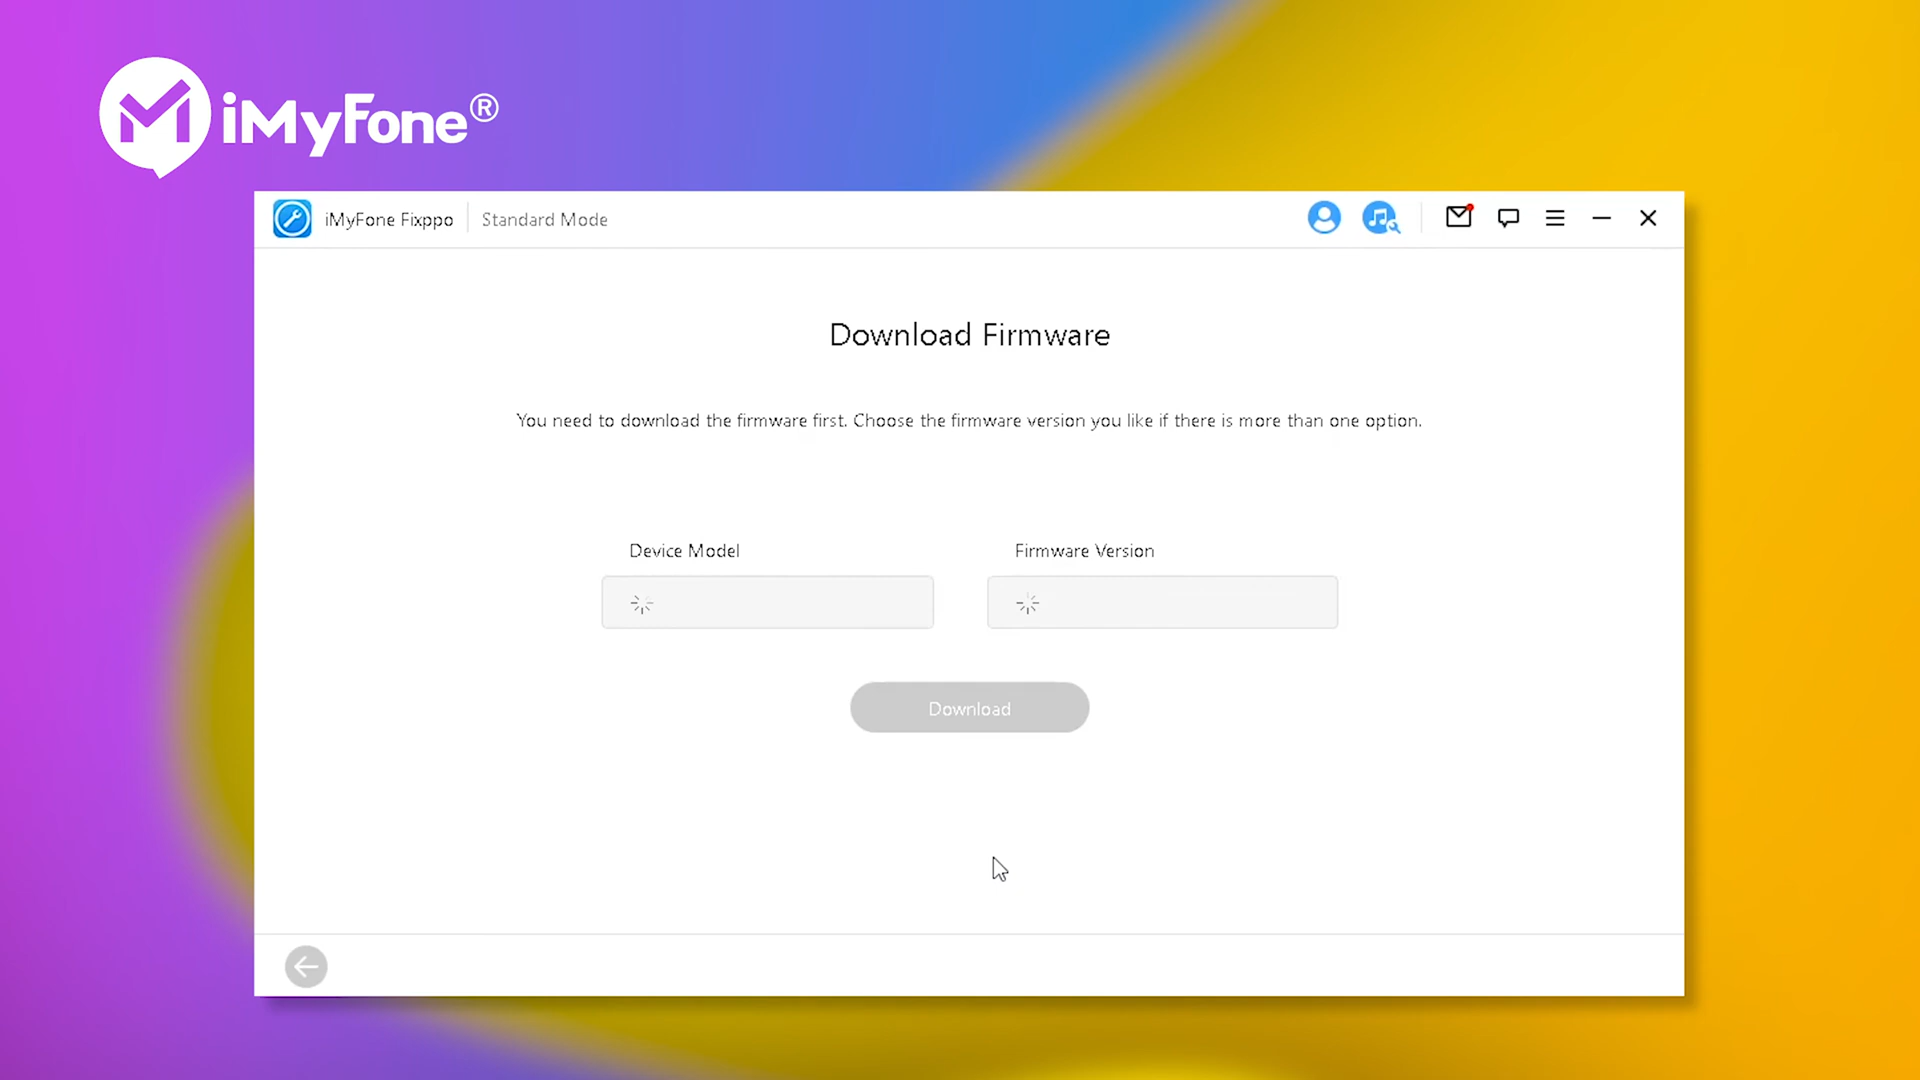 iMyFone®
iMyFone Fixppo
Standard Mode
Download Firmware
You need to download the firmware first. Choose the firmware version you like if there is more than one option.
Device Model
Firmware Version
Download